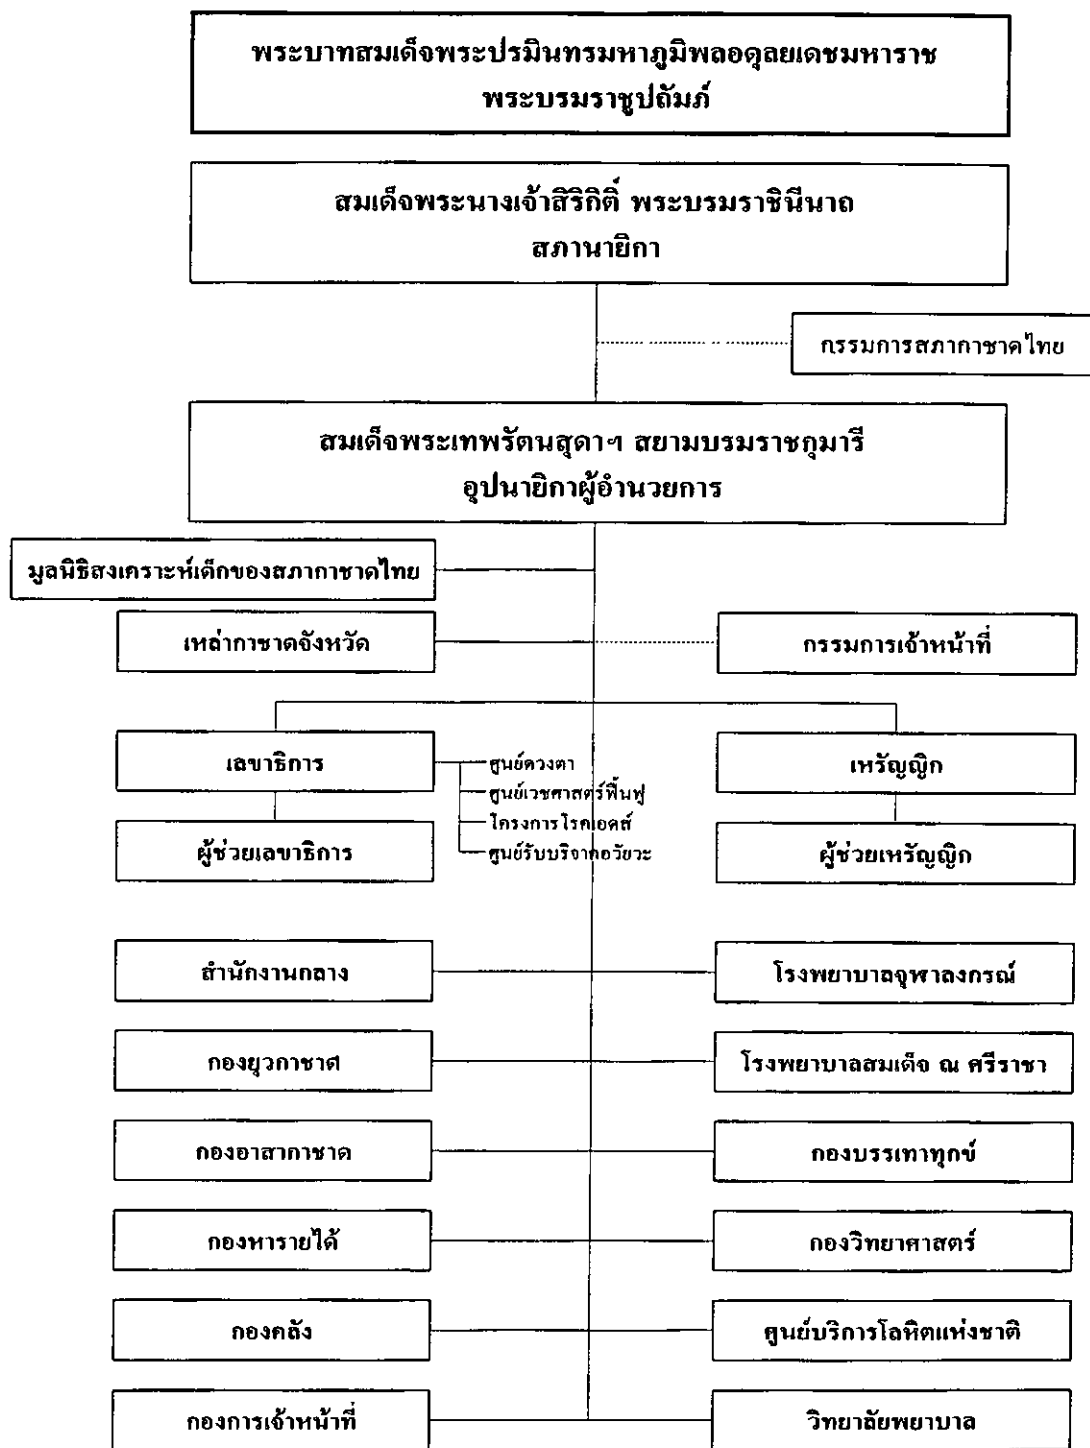 พระบาทสมเด็จพระปรมินทรมหาภูมิพลอดุลยเดชมหาราช
พระบรมราชูปถัมภ์
สมเด็จพระนางเจ้าสิริกิติ์ พระบรมราชินีนาถ
สภานายิกา
กรรมการสภากาชาดไทย
สมเด็จพระเทพรัตนสุดาฯ สยามบรมราชกุมารี
อุปนายิกาผู้อำนวยการ
มูลนิธิสงเคราะห์เด็กของสภากาชาดไทย
เหล่ากาชาดจังหวัด
กรรมการเจ้าหน้าที่
เลขาธิการ
ศูนย์ดวงตา
ศูนย์เวชศาสตร์ฟื้นฟู
โครงการโรคเอดส์
ศูนย์รับบริจาคอวัยวะ
เหรัญญิก
ผู้ช่วยเลขาธิการ
ผู้ช่วยเหรัญญิก
สำนักงานกลาง
โรงพยาบาลจุฬาลงกรณ์
กองยุวกาชาด
โรงพยาบาลสมเด็จ ณ ศรีราชา
กองอาสากาชาด
กองบรรเทาทุกข์
กองหารายได้
กองวิทยาศาสตร์
กองคลัง
ศูนย์บริการโลหิตแห่งชาติ
กองการเจ้าหน้าที่
วิทยาลัยพยาบาล